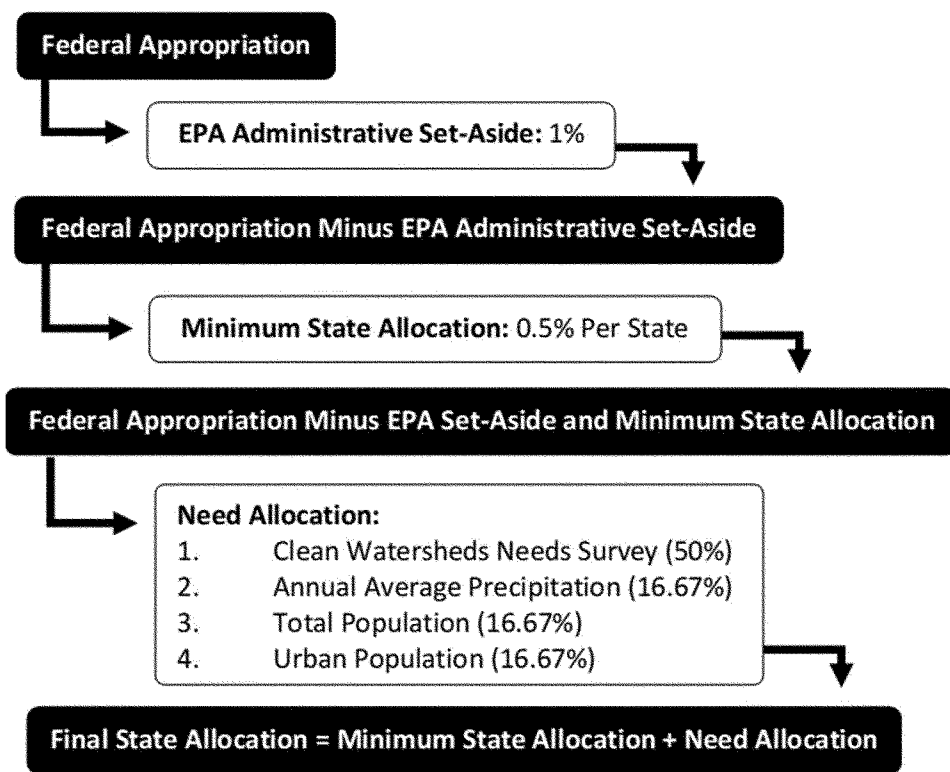 Federal Appropriation
EPA Administrative Set-Aside: 1%
Federal Appropriation Minus EPA Administrative Set-Aside
Minimum State Allocation: 0.5% Per State
Federal Appropriation Minus EPA Set-Aside and Minimum State Allocation
Need Allocation:
1. Clean Watersheds Needs Survey (50%)
2. Annual Average Precipitation (16.67%)
3. Total Population (16.67%)
4. Urban Population (16.67%)
Final State Allocation = Minimum State Allocation + Need Allocation